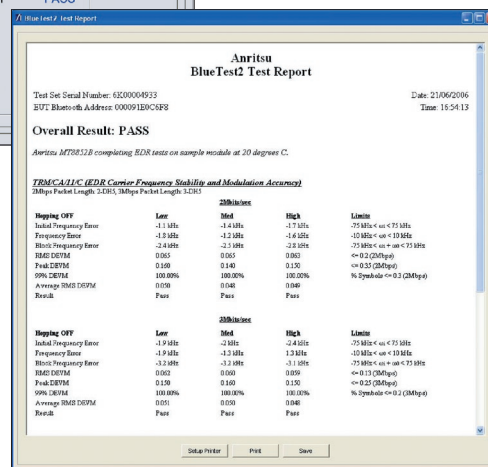 PASS
BlueTest2 Test Report
Anritsu
BlueTest2 Test Report
Test Set Serial Number: 6K00004933 Date: 21/06/2006
EUT Bluetooth Address: 000091E0C6F8 Time: 16:54:13
Overall Result: PASS
Anritsu MT8852B completing EDR tests on sample module at 20 degrees C.
TRM/CA/11/C (EDR Carrier Frequency Stability and Modulation Accuracy)
2Mbps Packet Length: 2-DH5, 3Mbps Packet Length: 3-DH5
2Mbits/sec
Hopping OFF Low Med High Limits
Initial Frequency Error -1.1 kHz -1.4 kHz -1.7 kHz -75 kHz < ωi < 75 kHz
Frequency Error -1.8 kHz -1.2 kHz -1.6 kHz -10 kHz < ωo < 10 kHz
Block Frequency Error -2.4 kHz -2.5 kHz -2.8 kHz -75 kHz < ωi + ωo < 75 kHz
RMS DEVM 0.065 0.065 0.063 <= 0.2 (2Mbps)
Peak DEVM 0.160 0.140 0.150 <= 0.35 (2Mbps)
99% DEVM 100.00% 100.00% 100.00% % Symbols <= 0.3 (2Mbps)
Average RMS DEVM 0.050 0.048 0.049
Result Pass Pass Pass
3Mbits/sec
Hopping OFF Low Med High Limits
Initial Frequency Error -1.9 kHz -2 kHz -2.4 kHz -75 kHz < ωi < 75 kHz
Frequency Error -1.9 kHz -1.3 kHz 1.3 kHz -10 kHz < ωo < 10 kHz
Block Frequency Error -3.2 kHz -3.2 kHz -3.1 kHz -75 kHz < ωi + ωo < 75 kHz
RMS DEVM 0.062 0.060 0.059 <= 0.13 (3Mbps)
Peak DEVM 0.150 0.160 0.150 <= 0.25 (3Mbps)
99% DEVM 100.00% 100.00% 100.00% % Symbols <= 0.2 (3Mbps)
Average RMS DEVM 0.051 0.050 0.048
Result Pass Pass Pass
Setup Printer Print Save